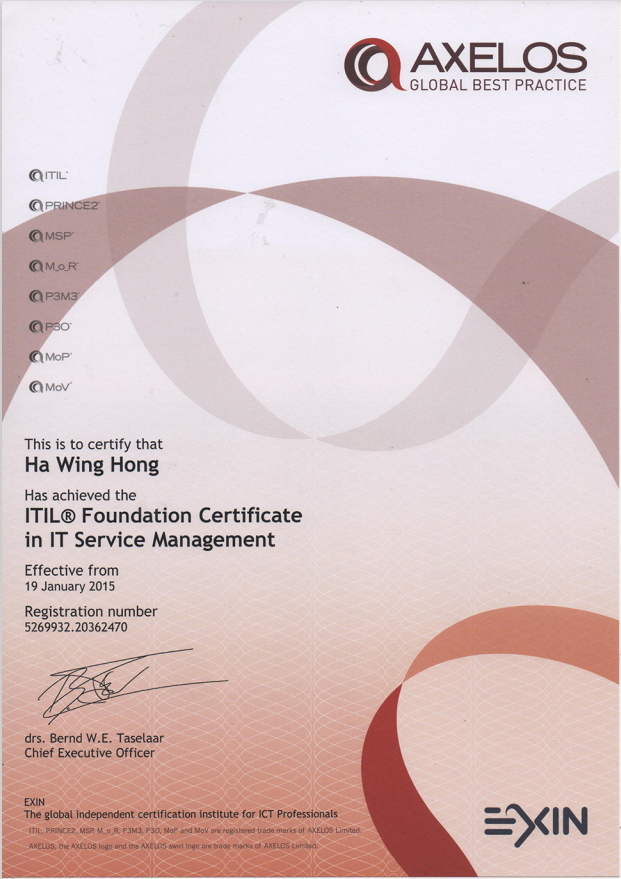 AXELOS
GLOBAL BEST PRACTICE
ITIL®
PRINCE2®
MSP®
M_o_R®
P3M3®
P3O®
MoP®
MoV®
This is to certify that
Ha Wing Hong
Has achieved the
ITIL® Foundation Certificate
in IT Service Management
Effective from
19 January 2015
Registration number
5269932.20362470
drs. Bernd W.E. Taselaar
Chief Executive Officer
EXIN
The global independent certification institute for ICT Professionals
ITIL, PRINCE2, MSP, M_o_R, P3M3, P3O, MoP and MoV are registered trade marks of AXELOS Limited.
AXELOS, the AXELOS logo and the AXELOS swirl logo are trade marks of AXELOS Limited.
EXIN